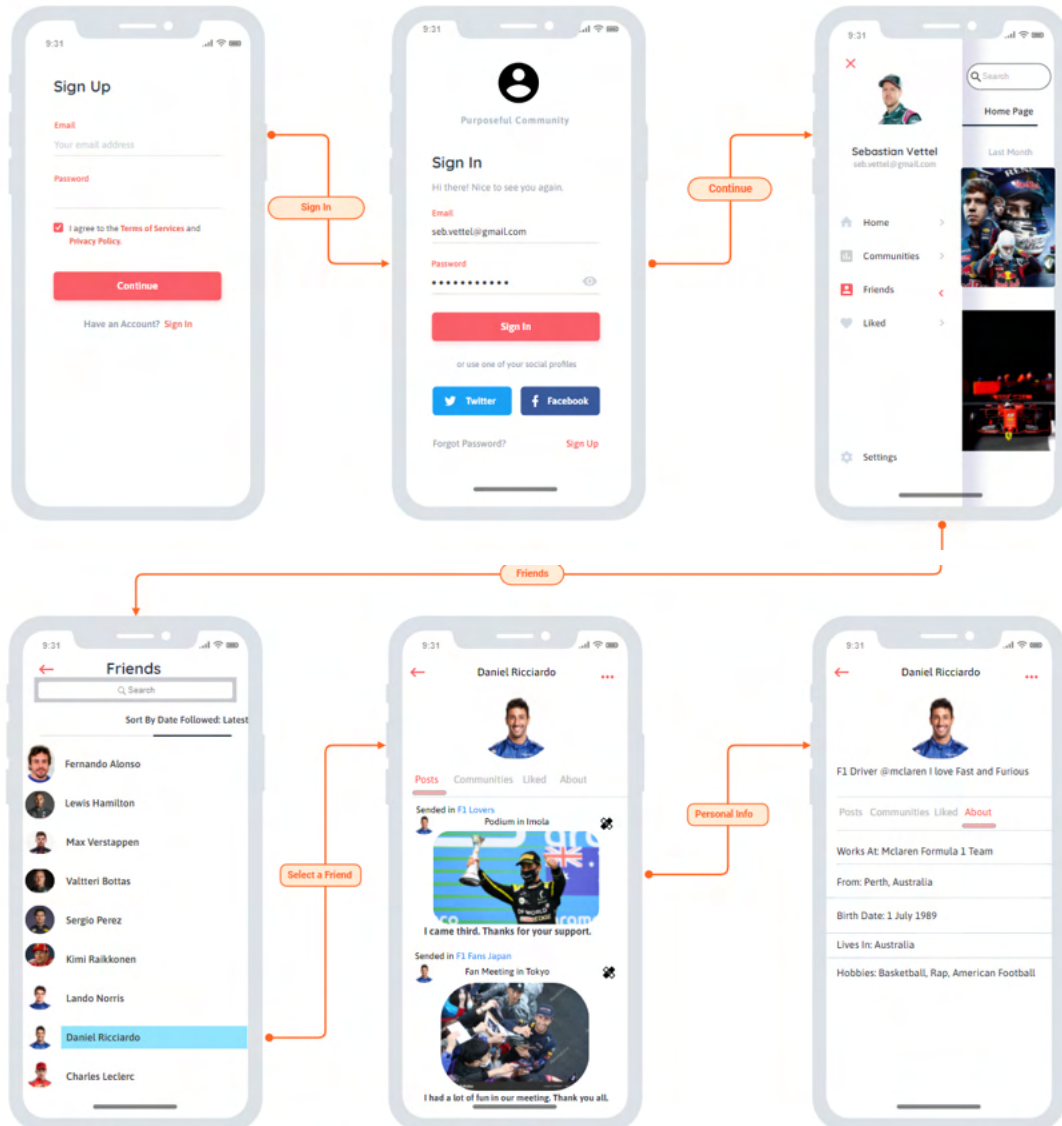 9:31
Sign Up
Email
Your email address
Password
I agree to the Terms of Services and
Privacy Policy.
Continue
Have an Account? Sign In
Sign In
9:31
Purposeful Community
Sign In
Hi there! Nice to see you again.
Email
seb.vettel@gmail.com
Password
Sign In
or use one of your social profiles
Twitter
Facebook
Forgot Password?
Sign Up
Continue
9:31
Sebastian Vettel
seb.vettel@gmail.com
Home
Communities
Friends
Liked
Settings
Search
Home Page
Last Month
Friends
9:31
Friends
Search
Sort By Date Followed: Latest
Fernando Alonso
Lewis Hamilton
Max Verstappen
Valtteri Bottas
Sergio Perez
Kimi Raikkonen
Lando Norris
Daniel Ricciardo
Charles Leclerc
Select a Friend
9:31
Daniel Ricciardo
Posts Communities Liked About
Sended in F1 Lovers
Podium in Imola
I came third. Thanks for your support.
Sended in F1 Fans Japan
Fan Meeting in Tokyo
I had a lot of fun in our meeting. Thank you all.
Personal Info
9:31
Daniel Ricciardo
F1 Driver @mclaren I love Fast and Furious
Posts Communities Liked About
Works At: Mclaren Formula 1 Team
From: Perth, Australia
Birth Date: 1 July 1989
Lives In: Australia
Hobbies: Basketball, Rap, American Football